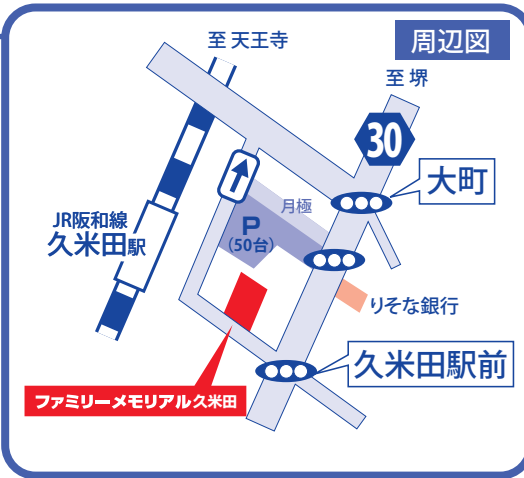 周辺図
至 天王寺
至 堺
30
大町
月極
P
(50台)
JR阪和線
久米田駅
りそな銀行
久米田駅前
ファミリーメモリアル久米田